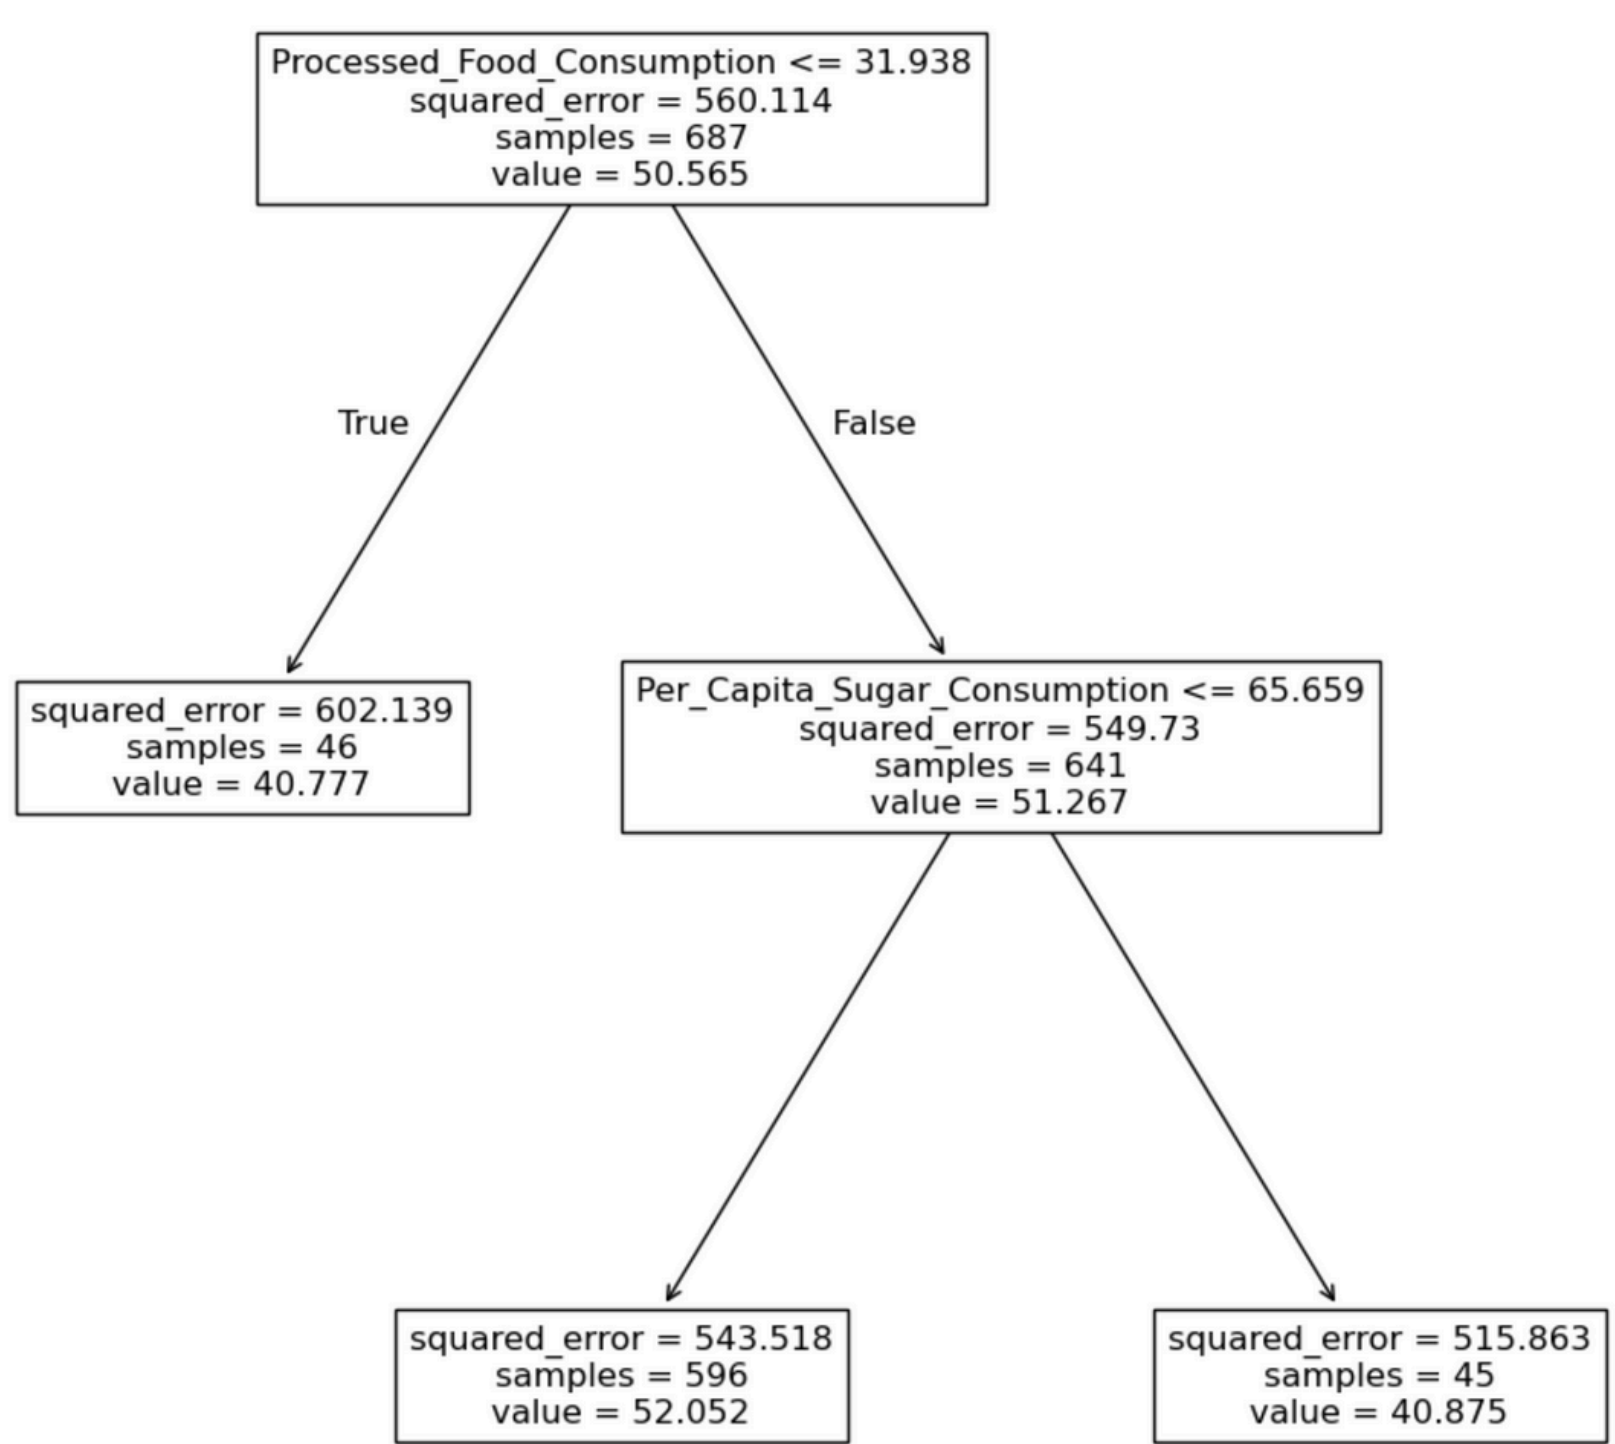 Processed_Food_Consumption <= 31.938
squared_error = 560.114
samples = 687
value = 50.565
True
False
squared_error = 602.139
samples = 46
value = 40.777
Per_Capita_Sugar_Consumption <= 65.659
squared_error = 549.73
samples = 641
value = 51.267
squared_error = 543.518
samples = 596
value = 52.052
squared_error = 515.863
samples = 45
value = 40.875